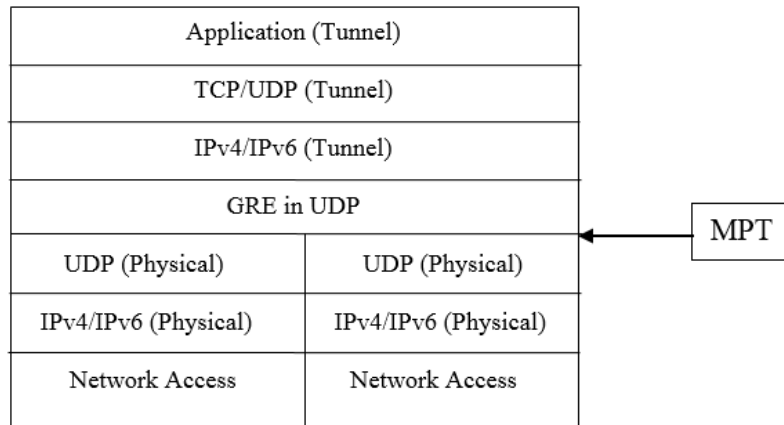 Application (Tunnel)
TCP/UDP (Tunnel)
IPv4/IPv6 (Tunnel)
GRE in UDP
MPT
UDP (Physical) UDP (Physical)
IPv4/IPv6 (Physical) IPv4/IPv6 (Physical)
Network Access Network Access